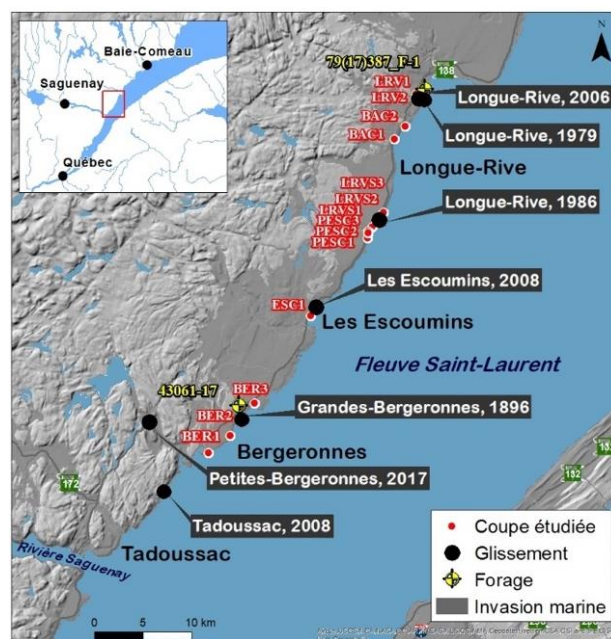 Baie-Comeau
Saguenay
Québec
79(17)387_F-1
138
LRV1
LRV2
Longue-Rive, 2006
BAC2
BAC1
Longue-Rive, 1979
Longue-Rive
LRVS3
LRVS2
LRVS1
PESC3
PESC2
PESC1
Longue-Rive, 1986
Les Escoumins, 2008
ESC1
Les Escoumins
Fleuve Saint-Laurent
43061-17
BER3
BER2
Grandes-Bergeronnes, 1896
BER1
Bergeronnes
Petites-Bergeronnes, 2017
172
132
Tadoussac, 2008
Tadoussac
Rivière Saguenay
Coupe étudiée
Glissement
Forage
Invasion marine
0 5 10 20 km